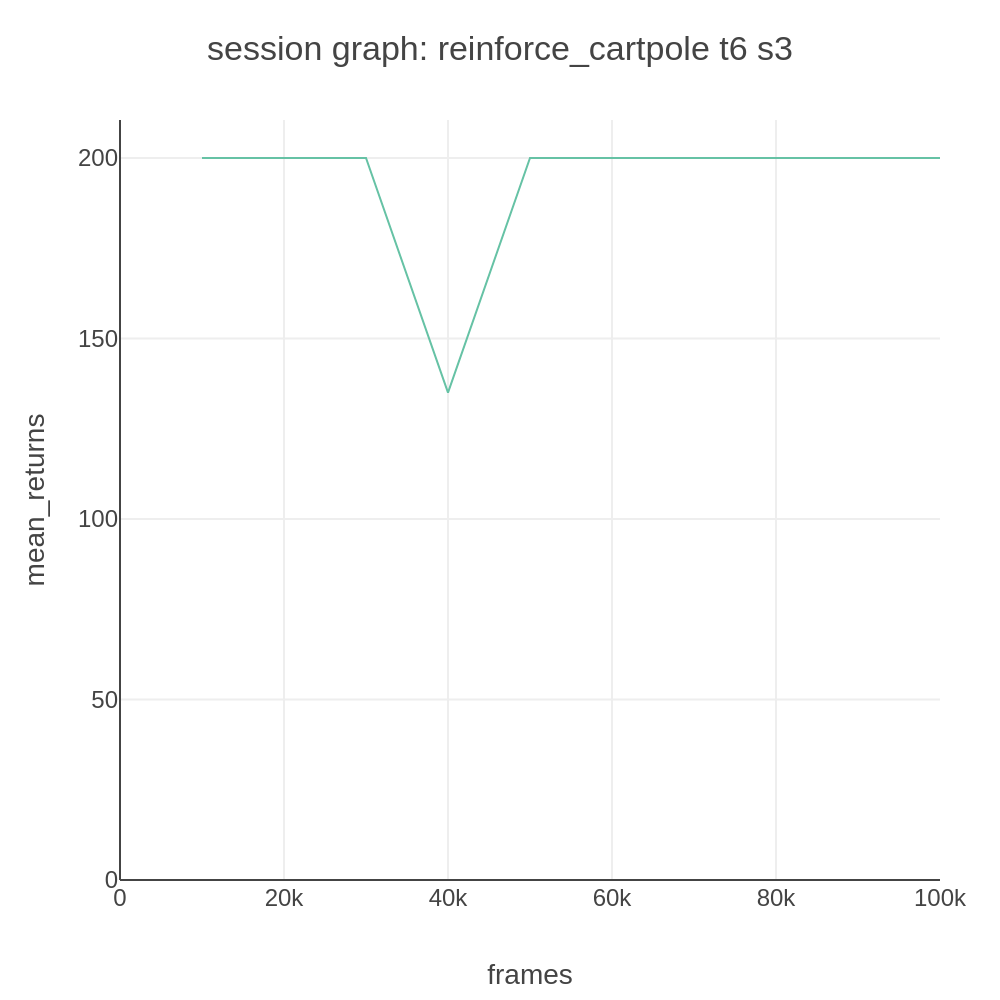 session graph: reinforce_cartpole t6 s3
200
150
100
50
0
mean_returns
0
20k
40k
60k
80k
100k
frames